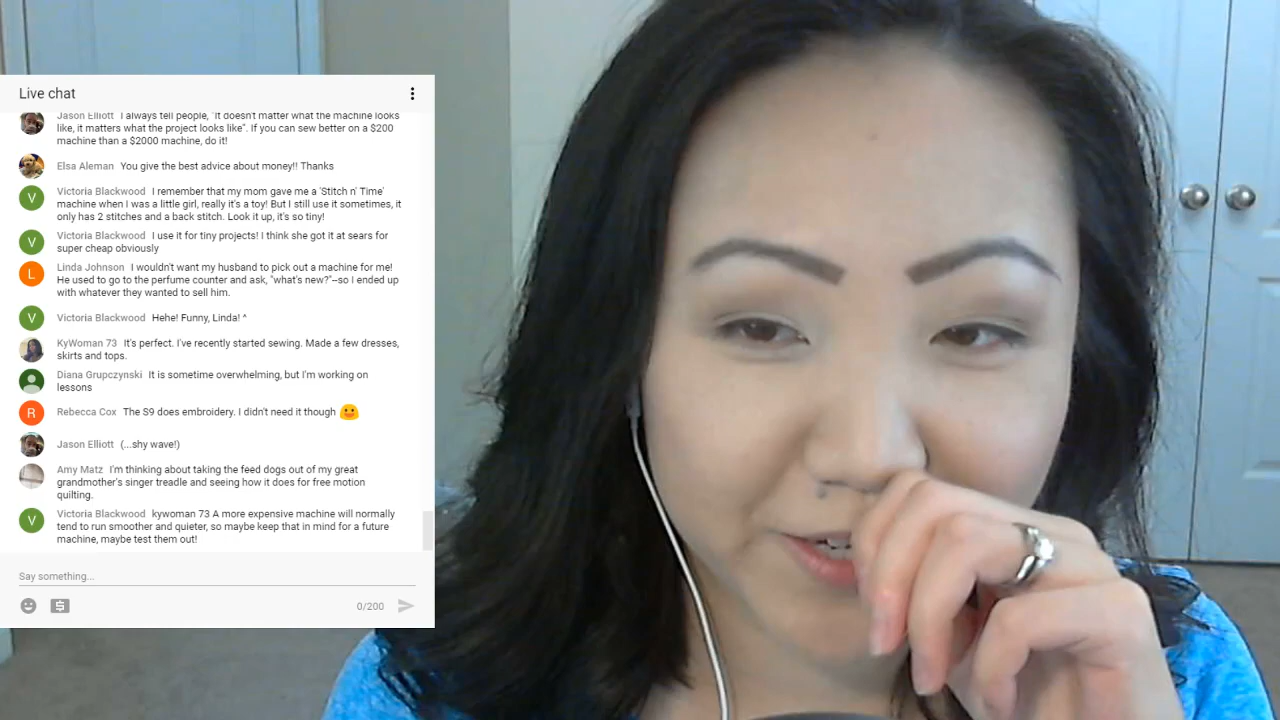 Live chat
Jason Elliott I always tell people, "It doesn't matter what the machine looks
like, it matters what the project looks like". If you can sew better on a $200
machine than a $2000 machine, do it!
Elsa Aleman You give the best advice about money!! Thanks
V
Victoria Blackwood I remember that my mom gave me a 'Stitch n' Time'
machine when I was a little girl, really it's a toy! But I still use it sometimes, it
only has 2 stitches and a back stitch. Look it up, it's so tiny!
V
Victoria Blackwood I use it for tiny projects! I think she got it at sears for
super cheap obviously
L
Linda Johnson I wouldn't want my husband to pick out a machine for me!
He used to go to the perfume counter and ask, "what's new?"--so i ended up
with whatever they wanted to sell him.
V
Victoria Blackwood Hehe! Funny, Linda! ^
KyWoman 73 It's perfect. I've recently started sewing. Made a few dresses,
skirts and tops.
Diana Grupczynski It is sometime overwhelming, but I'm working on
lessons
R
Rebecca Cox The S9 does embroidery. I didn't need it though
Jason Elliott (...shy wave!)
Amy Matz I'm thinking about taking the feed dogs out of my great
grandmother's singer treadle and seeing how it does for free motion
quilting.
V
Victoria Blackwood kywoman 73 A more expensive machine will normally
tend to run smoother and quieter, so maybe keep that in mind for a future
machine, maybe test them out!
Say something...
$
0/200